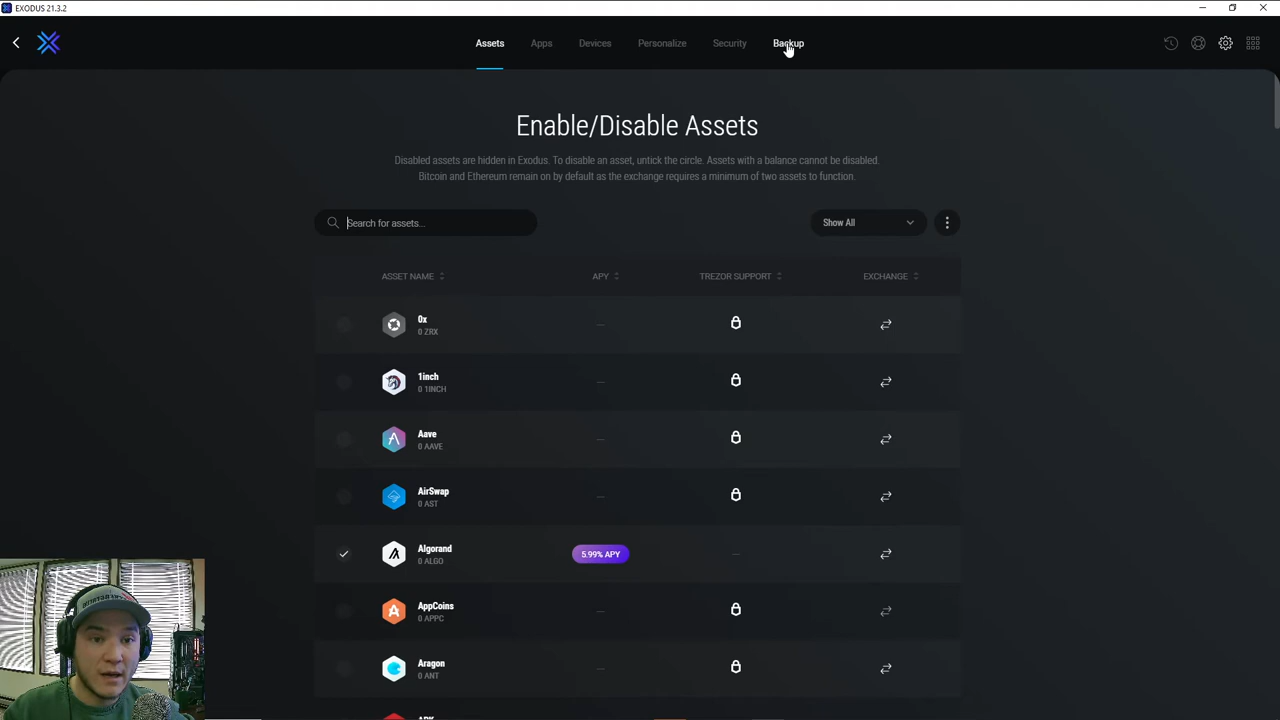 EXODUS 21.3.2
Assets Apps Devices Personalize Security Backup
Enable/Disable Assets
Disabled assets are hidden in Exodus. To disable an asset, untick the circle. Assets with a balance cannot be disabled.
Bitcoin and Ethereum remain on by default as the exchange requires a minimum of two assets to function.
Search for assets...
Show All
ASSET NAME APY TREZOR SUPPORT EXCHANGE
0x
0 ZRX
1inch
0 1INCH
Aave
0 AAVE
AirSwap
0 AST
Algorand
0 ALGO
5.99% APY
AppCoins
0 APPC
Aragon
0 ANT